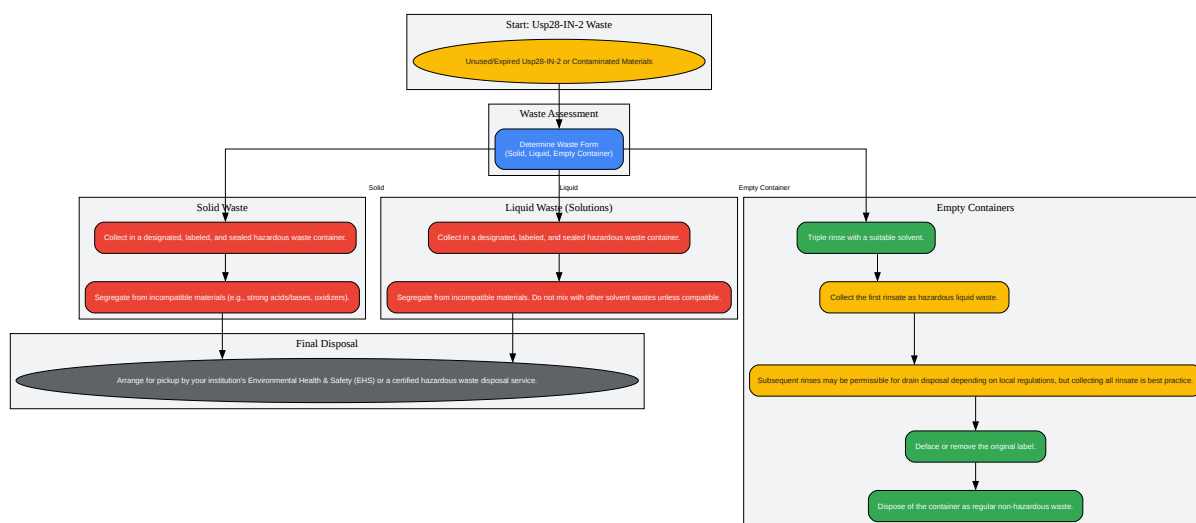 Start: Usp28-IN-2 Waste
Unused/Expired Usp28-IN-2 or Contaminated Materials
Waste Assessment
Determine Waste Form
(Solid, Liquid, Empty Container)
Solid
Liquid
Empty Container
Solid Waste
Collect in a designated, labeled, and sealed hazardous waste container.
Segregate from incompatible materials (e.g., strong acids/bases, oxidizers).
Liquid Waste (Solutions)
Collect in a designated, labeled, and sealed hazardous waste container.
Segregate from incompatible materials. Do not mix with other solvent wastes unless compatible.
Empty Containers
Triple rinse with a suitable solvent.
Collect the first rinsate as hazardous liquid waste.
Subsequent rinses may be permissible for drain disposal depending on local regulations, but collecting all rinsate is best practice.
Deface or remove the original label.
Dispose of the container as regular non-hazardous waste.
Final Disposal
Arrange for pickup by your institution's Environmental Health & Safety (EHS) or a certified hazardous waste disposal service.